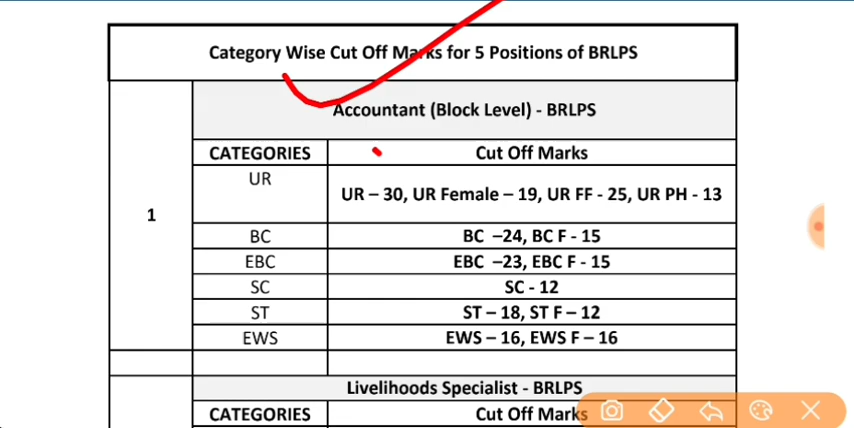 Category Wise Cut Off Marks for 5 Positions of BRLPS
Accountant (Block Level) - BRLPS
CATEGORIES Cut Off Marks
1
UR UR – 30, UR Female – 19, UR FF - 25, UR PH - 13
BC BC –24, BC F - 15
EBC EBC –23, EBC F - 15
SC SC - 12
ST ST – 18, ST F – 12
EWS EWS – 16, EWS F – 16
Livelihoods Specialist - BRLPS
CATEGORIES Cut Off Marks